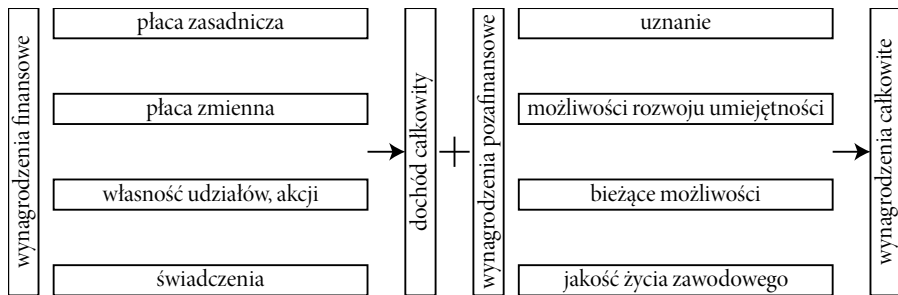 wynagrodzenia finansowe
płaca zasadnicza
płaca zmienna
własność udziałów, akcji
świadczenia
dochód całkowity
+
wynagrodzenia pozafinansowe
uznanie
możliwości rozwoju umiejętności
bieżące możliwości
jakość życia zawodowego
wynagrodzenia całkowite